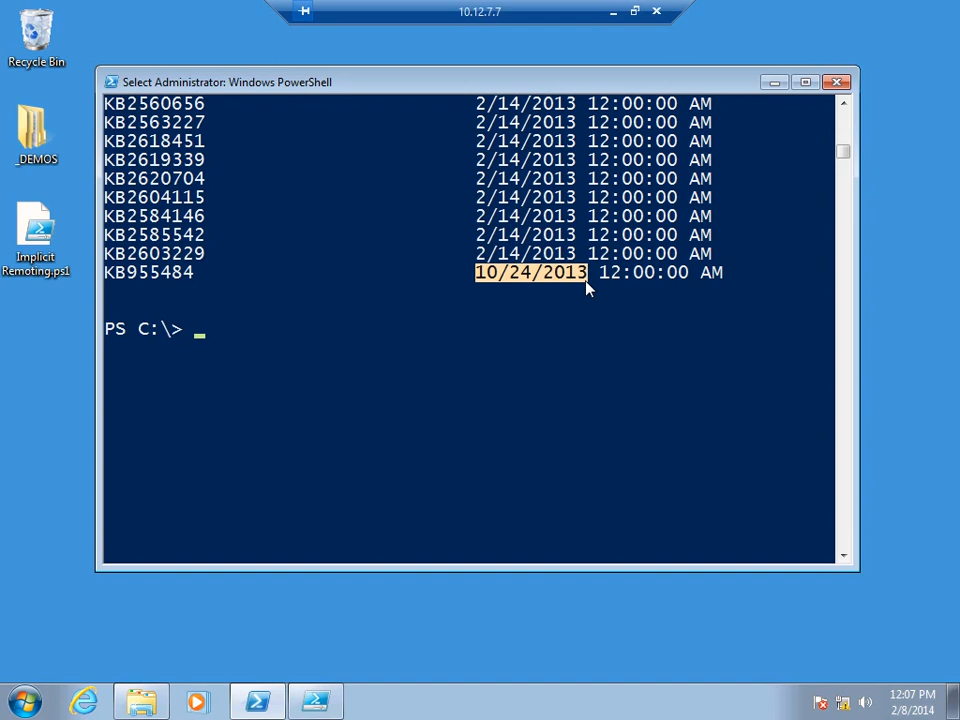 10.12.7.7
Recycle Bin
_DEMOS
Implicit
Remoting.ps1
Select Administrator: Windows PowerShell
KB2560656 2/14/2013 12:00:00 AM
KB2563227 2/14/2013 12:00:00 AM
KB2618451 2/14/2013 12:00:00 AM
KB2619339 2/14/2013 12:00:00 AM
KB2620704 2/14/2013 12:00:00 AM
KB2604115 2/14/2013 12:00:00 AM
KB2584146 2/14/2013 12:00:00 AM
KB2585542 2/14/2013 12:00:00 AM
KB2603229 2/14/2013 12:00:00 AM
KB955484 10/24/2013 12:00:00 AM
PS C:\> _
12:07 PM
2/8/2014